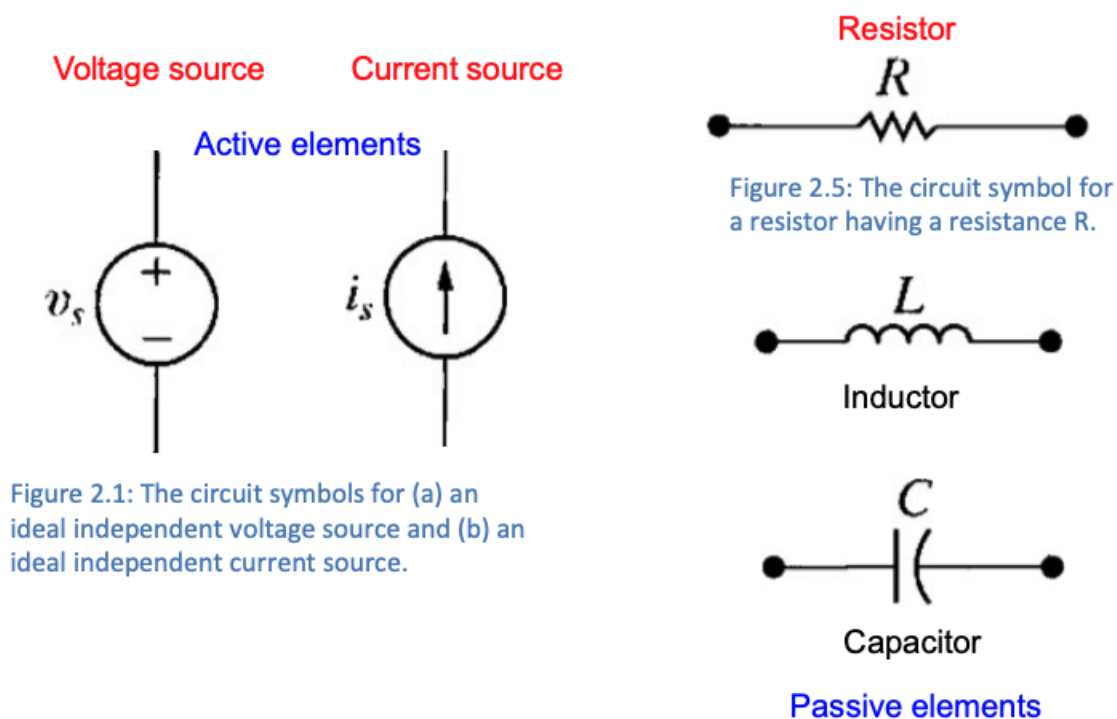 Voltage source
Current source
Active elements
+
−
vₛ
iₛ
Figure 2.1: The circuit symbols for (a) an
ideal independent voltage source and (b) an
ideal independent current source.
Resistor
R
Figure 2.5: The circuit symbol for
a resistor having a resistance R.
L
Inductor
C
Capacitor
Passive elements